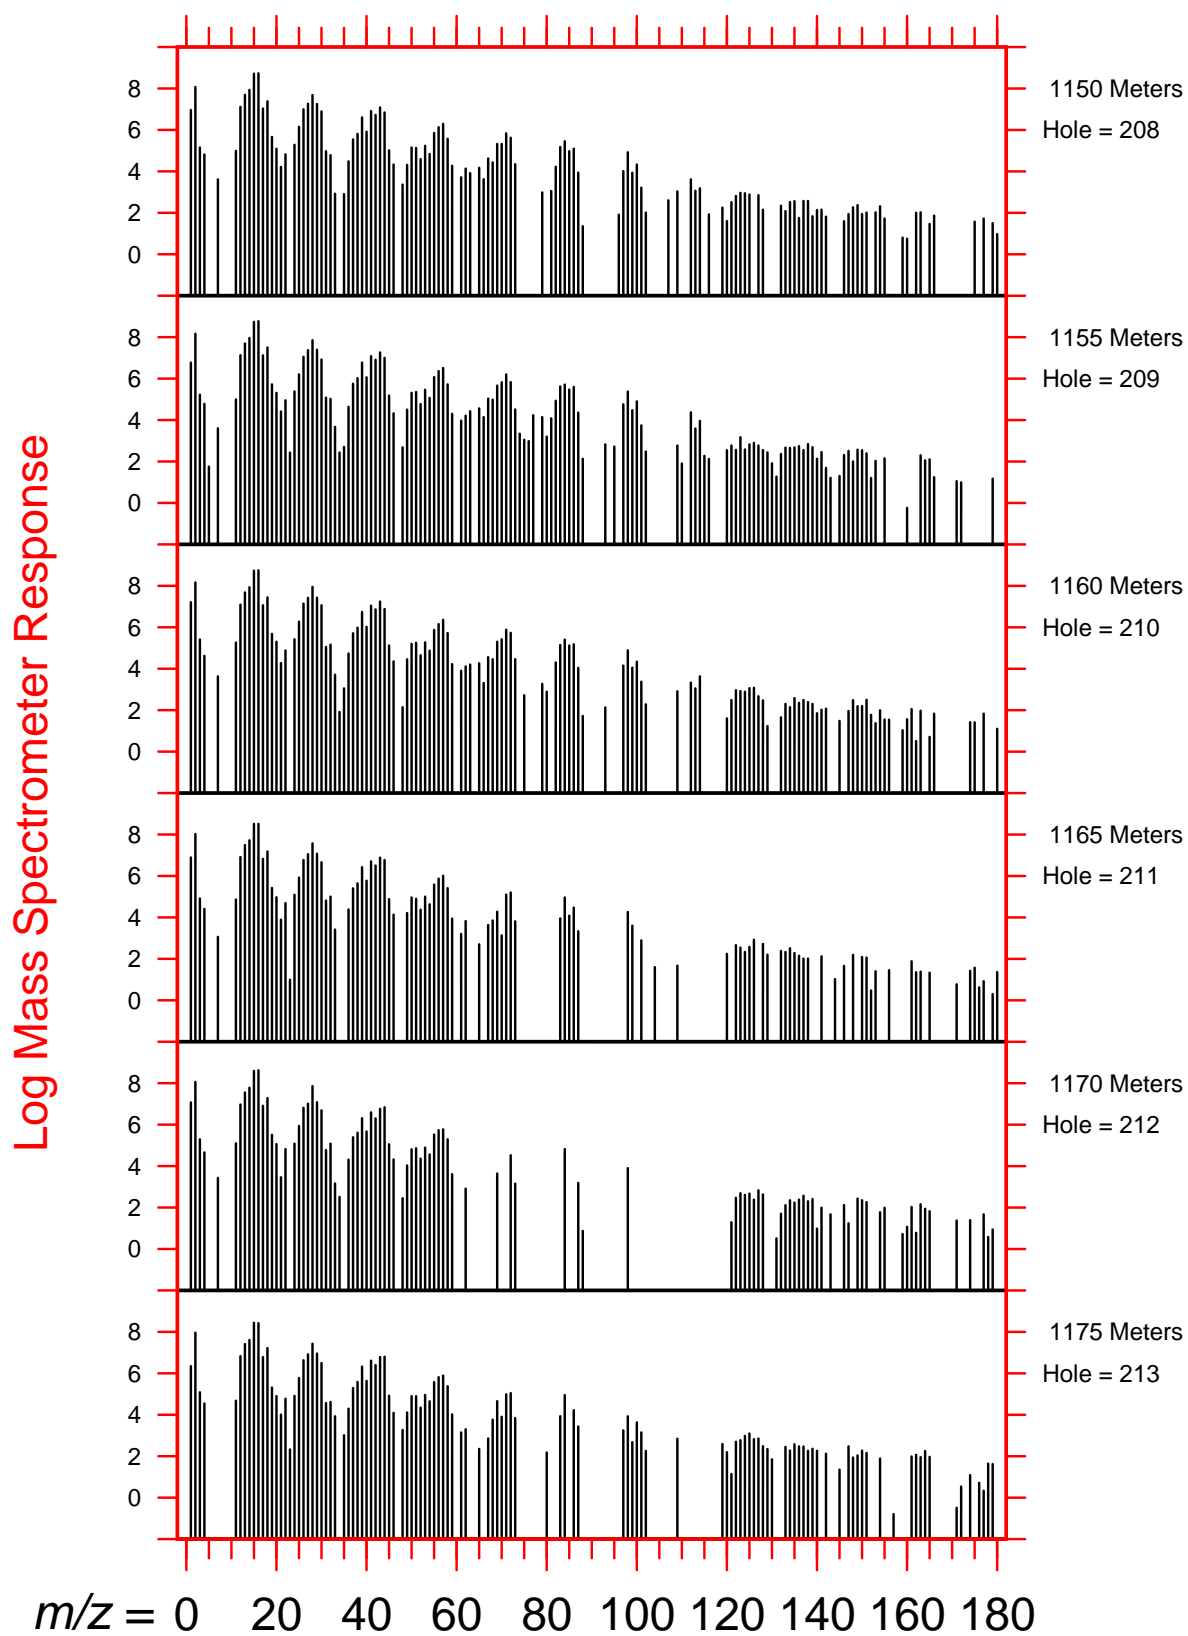 8
6
4
2
0
1150 Meters
Hole = 208
8
6
4
2
0
1155 Meters
Hole = 209
8
6
4
2
0
1160 Meters
Hole = 210
8
6
4
2
0
1165 Meters
Hole = 211
8
6
4
2
0
1170 Meters
Hole = 212
8
6
4
2
0
1175 Meters
Hole = 213
Log Mass Spectrometer Response
m/z = 0 20 40 60 80 100 120 140 160 180